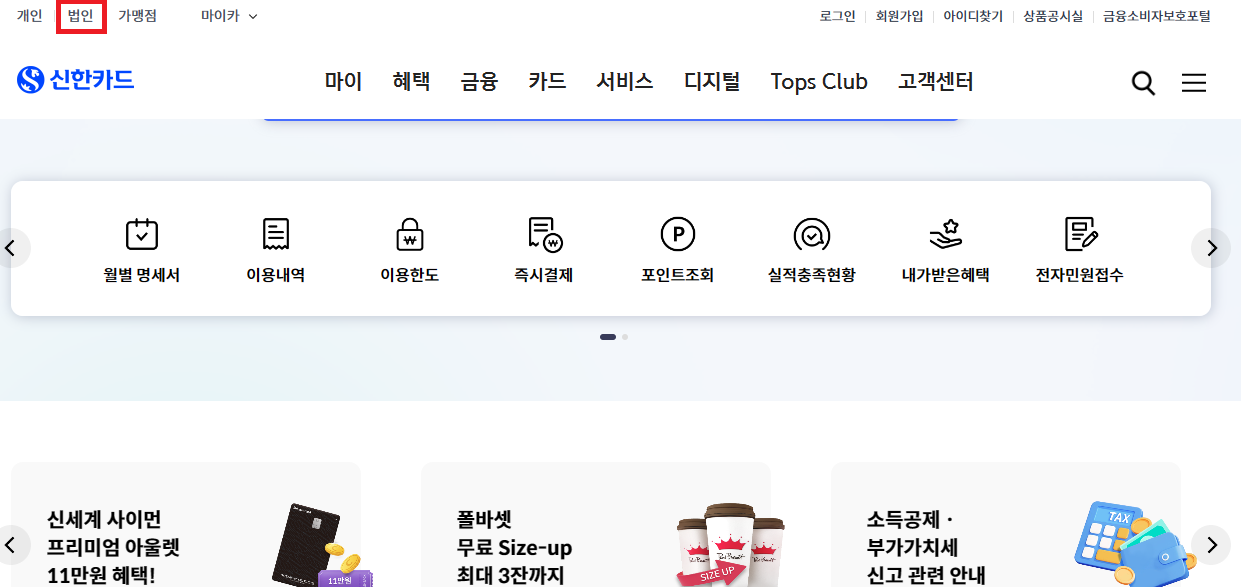 개인 법인 가맹점 마이카
로그인 회원가입 아이디찾기 상품공시실 금융소비자보호포털
신한카드 마이 혜택 금융 카드 서비스 디지털 Tops Club 고객센터
월별 명세서 이용내역 이용한도 즉시결제 포인트조회 실적충족현황 내가받은혜택 전자민원접수
신세계 사이먼
프리미엄 아울렛
11만원 혜택!
11만원
폴바셋
무료 Size-up
최대 3잔까지
SIZE UP
소득공제 ·
부가가치세
신고 관련 안내
TAX